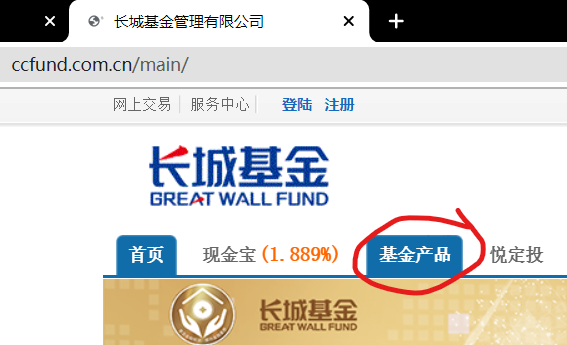 长城基金管理有限公司
ccfund.com.cn/main/
网上交易 服务中心 登陆 注册
长城基金
GREAT WALL FUND
首页 现金宝(1.889%) 基金产品 悦定投
长城基金
GREAT WALL FUND